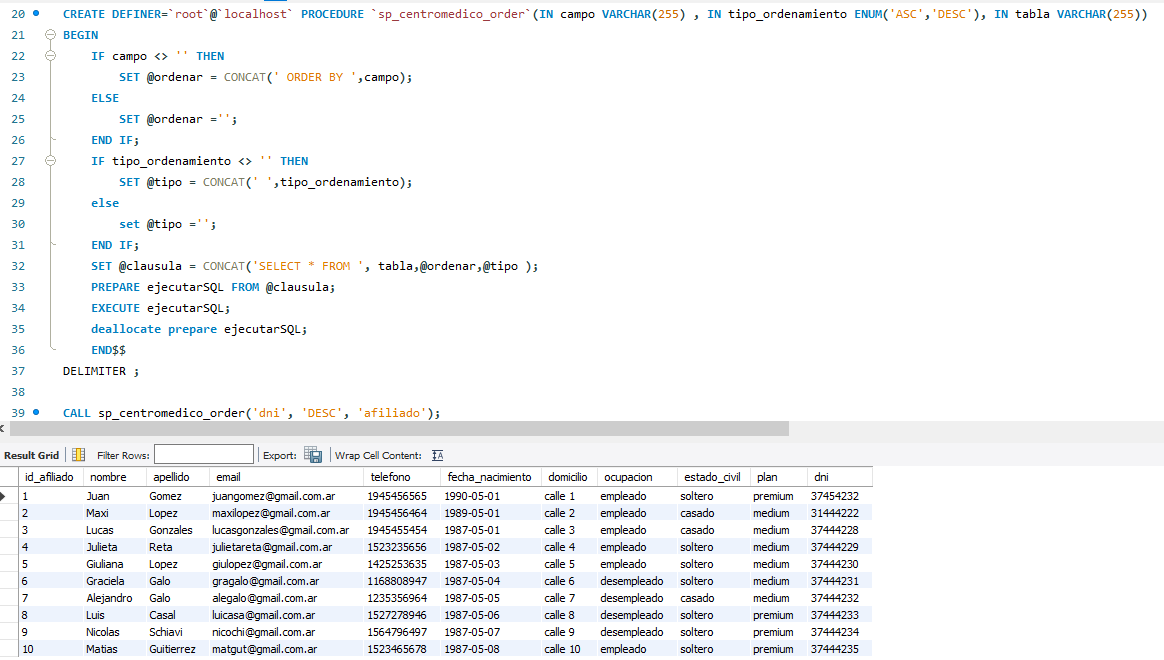 20 CREATE DEFINER=`root`@`localhost` PROCEDURE `sp_centromedico_order`(IN campo VARCHAR(255) , IN tipo_ordenamiento ENUM('ASC','DESC'), IN tabla VARCHAR(255))
21 BEGIN
22 IF campo <> '' THEN
23 SET @ordenar = CONCAT(' ORDER BY ',campo);
24 ELSE
25 SET @ordenar ='';
26 END IF;
27 IF tipo_ordenamiento <> '' THEN
28 SET @tipo = CONCAT(' ',tipo_ordenamiento);
29 else
30 set @tipo ='';
31 END IF;
32 SET @clausula = CONCAT('SELECT * FROM ', tabla,@ordenar,@tipo );
33 PREPARE ejecutarSQL FROM @clausula;
34 EXECUTE ejecutarSQL;
35 deallocate prepare ejecutarSQL;
36 END$$
37 DELIMITER ;
38
39 CALL sp_centromedico_order('dni', 'DESC', 'afiliado');
Result Grid Filter Rows: Export: Wrap Cell Content:
id_afiliado nombre apellido email telefono fecha_nacimiento domicilio ocupacion estado_civil plan dni
1 Juan Gomez juangomez@gmail.com.ar 1945456565 1990-05-01 calle 1 empleado soltero premium 37454232
2 Maxi Lopez maxilopez@gmail.com.ar 1945456464 1989-05-01 calle 2 empleado casado medium 31444222
3 Lucas Gonzales lucasgonzales@gmail.com.ar 1945455454 1987-05-01 calle 3 empleado casado medium 37444228
4 Julieta Reta julietareta@gmail.com.ar 1523235656 1987-05-02 calle 4 empleado soltero medium 37444229
5 Giuliana Lopez giulopez@gmail.com.ar 1425253635 1987-05-03 calle 5 empleado soltero medium 37444230
6 Graciela Galo gragalo@gmail.com.ar 1168808947 1987-05-04 calle 6 desempleado casado medium 37444231
7 Alejandro Galo alegalo@gmail.com.ar 1235356964 1987-05-05 calle 7 desempleado casado medium 37444232
8 Luis Casal luicasa@gmail.com.ar 1527278946 1987-05-06 calle 8 desempleado soltero premium 37444233
9 Nicolas Schiavi nicochi@gmail.com.ar 1564796497 1987-05-07 calle 9 desempleado soltero premium 37444234
10 Matias Guitierrez matgut@gmail.com.ar 1523465678 1987-05-08 calle 10 empleado soltero premium 37444235